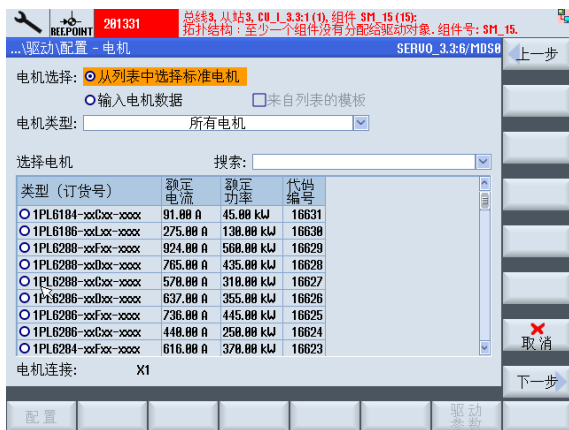 REF.POINT
201331
总线3, 从站3, CU_I_3.3:1 (1), 组件 SM_15 (15):
拓扑结构：至少一个组件没有分配给驱动对象. 组件号: SM_15.
...\驱动\配置 - 电机
SERVO_3.3:6/MDS0
上一步
电机选择: 从列表中选择标准电机
输入电机数据 来自列表的模板
电机类型: 所有电机
选择电机 搜索:
类型（订货号） 额定电流 额定功率 代码编号
1PL6184-xxCxx-xxxx 91.00 A 45.00 kW 16631
1PL6186-xxLxx-xxxx 275.00 A 130.00 kW 16630
1PL6288-xxFxx-xxxx 924.00 A 560.00 kW 16629
1PL6288-xxDxx-xxxx 765.00 A 435.00 kW 16628
1PL6288-xxCxx-xxxx 570.00 A 310.00 kW 16627
1PL6286-xxDxx-xxxx 637.00 A 355.00 kW 16626
1PL6286-xxFxx-xxxx 736.00 A 445.00 kW 16625
1PL6286-xxCxx-xxxx 440.00 A 250.00 kW 16624
1PL6284-xxFxx-xxxx 616.00 A 370.00 kW 16623
取消
电机连接: X1
下一步
配置
驱动参数